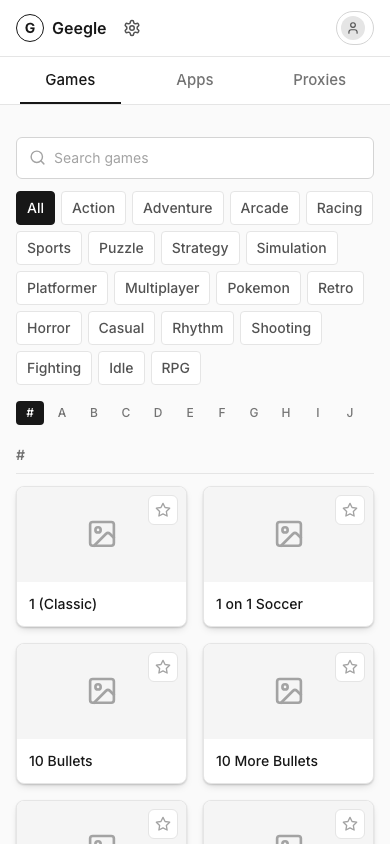 G Geegle
Games Apps Proxies
Search games
All Action Adventure Arcade Racing
Sports Puzzle Strategy Simulation
Platformer Multiplayer Pokemon Retro
Horror Casual Rhythm Shooting
Fighting Idle RPG
# A B C D E F G H I J
#
1 (Classic) 1 on 1 Soccer
10 Bullets 10 More Bullets